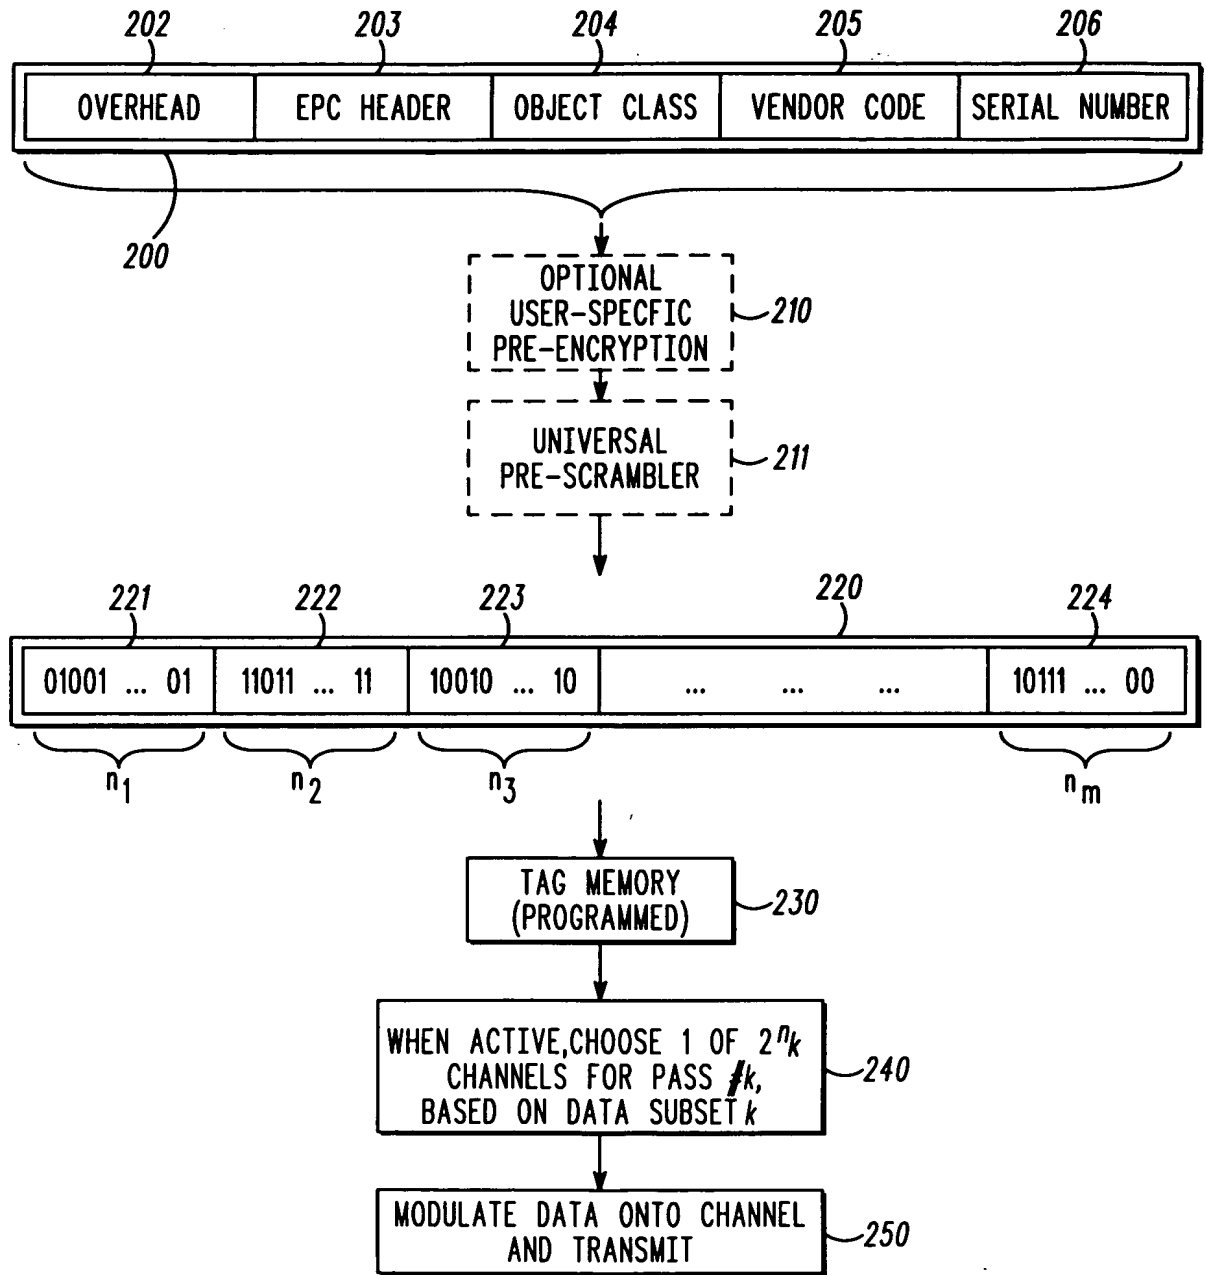 202 203 204 205 206
OVERHEAD EPC HEADER OBJECT CLASS VENDOR CODE SERIAL NUMBER
200
OPTIONAL
USER-SPECFIC
PRE-ENCRYPTION
210
UNIVERSAL
PRE-SCRAMBLER
211
221 222 223 220 224
01001 ... 01 11011 ... 11 10010 ... 10 ... ... ... 10111 ... 00
n1 n2 n3 nm
TAG MEMORY
(PROGRAMMED)
230
WHEN ACTIVE,CHOOSE 1 OF 2^nk
CHANNELS FOR PASS #k,
BASED ON DATA SUBSET k
240
MODULATE DATA ONTO CHANNEL
AND TRANSMIT
250